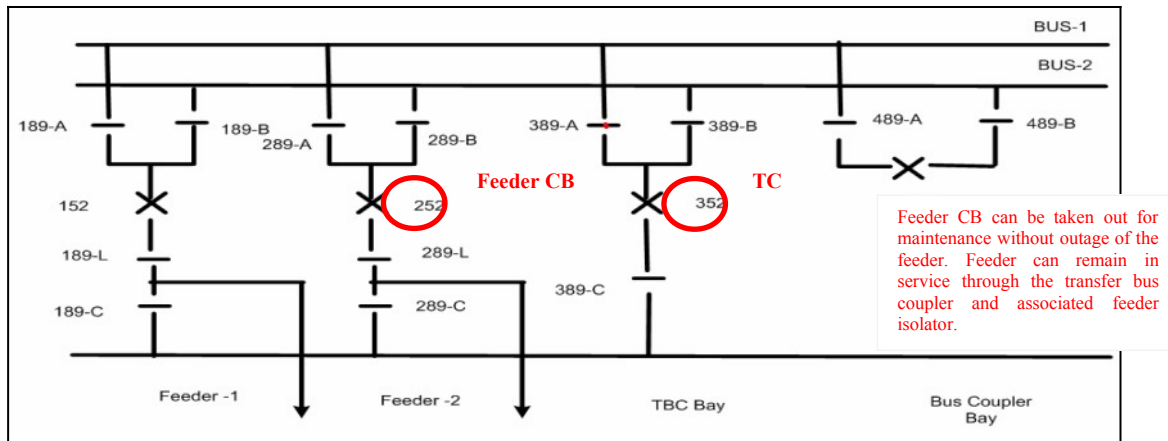 BUS-1
BUS-2
189-A
189-B
289-A
289-B
389-A
389-B
489-A
489-B
Feeder CB
TC
152
252
352
189-L
289-L
189-C
289-C
389-C
Feeder CB can be taken out for
maintenance without outage of the
feeder. Feeder can remain in
service through the transfer bus
coupler and associated feeder
isolator.
Feeder -1
Feeder -2
TBC Bay
Bus Coupler
Bay